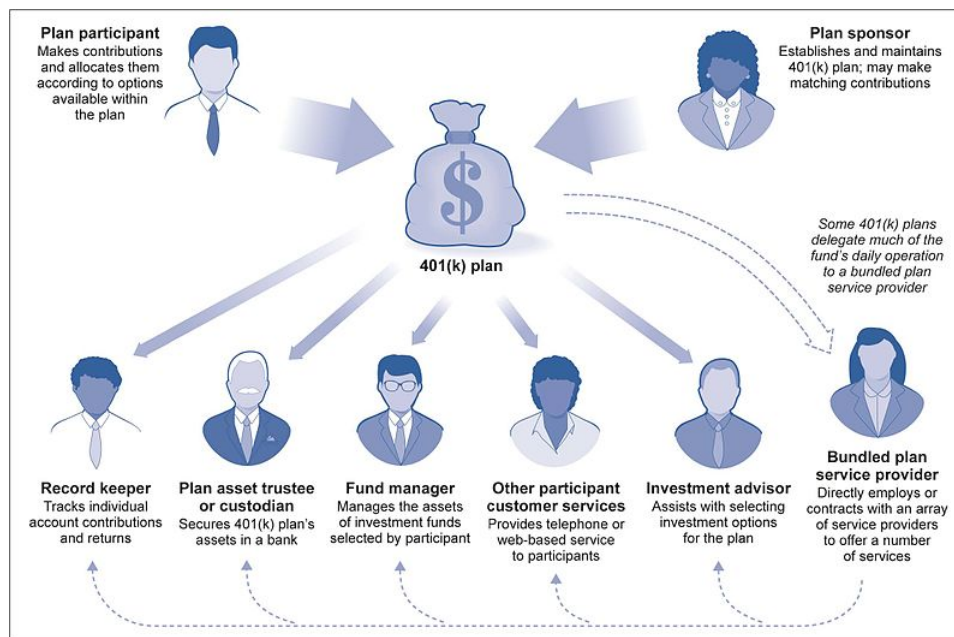 Plan participant
Makes contributions
and allocates them
according to options
available within
the plan
Plan sponsor
Establishes and maintains
401(k) plan; may make
matching contributions
$
401(k) plan
Some 401(k) plans
delegate much of the
fund's daily operation
to a bundled plan
service provider
Record keeper
Tracks individual
account contributions
and returns
Plan asset trustee
or custodian
Secures 401(k) plan's
assets in a bank
Fund manager
Manages the assets
of investment funds
selected by participant
Other participant
customer services
Provides telephone or
web-based service
to participants
Investment advisor
Assists with selecting
investment options
for the plan
Bundled plan
service provider
Directly employs or
contracts with an array
of service providers
to offer a number
of services